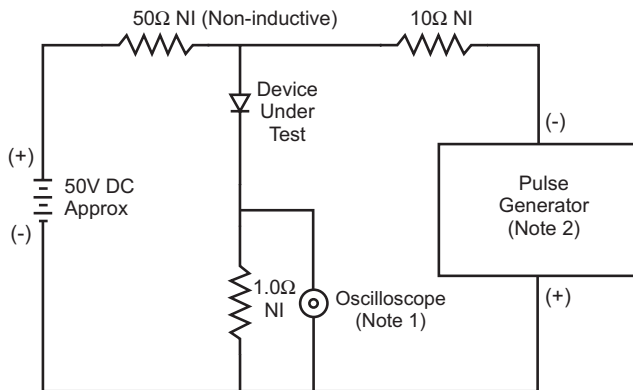 50Ω NI (Non-inductive)
10Ω NI
Device
Under
Test
(+)
50V DC
Approx
(-)
(-)
Pulse
Generator
(Note 2)
(+)
1.0Ω
NI
Oscilloscope
(Note 1)